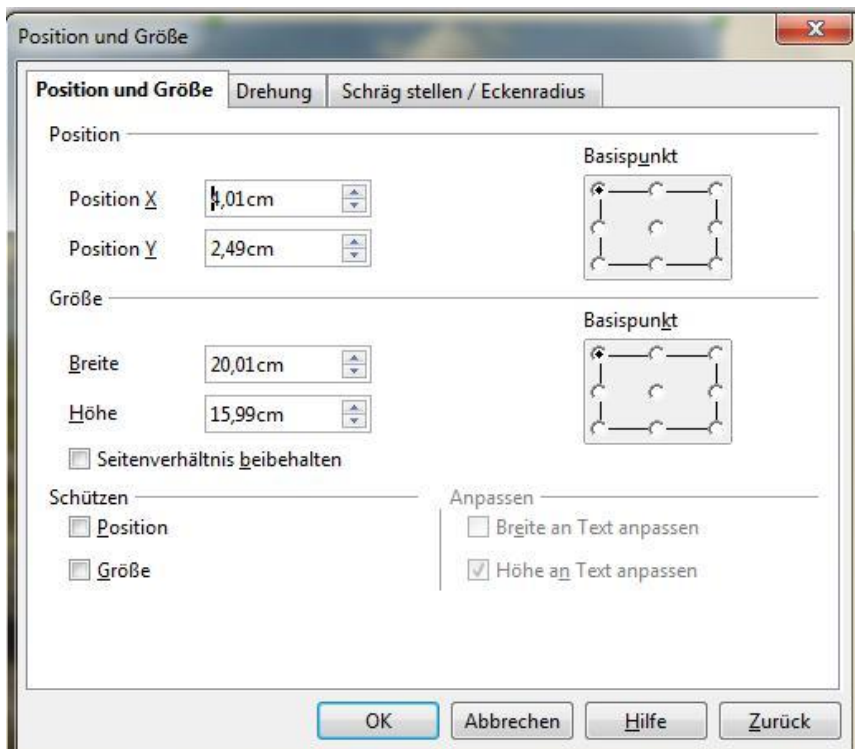 Position und Größe
Position und Größe Drehung Schräg stellen / Eckenradius
Position
Basispunkt
Position X 4,01cm
Position Y 2,49cm
Größe
Basispunkt
Breite 20,01cm
Höhe 15,99cm
Seitenverhältnis beibehalten
Schützen Anpassen
Position Breite an Text anpassen
Größe Höhe an Text anpassen
OK Abbrechen Hilfe Zurück